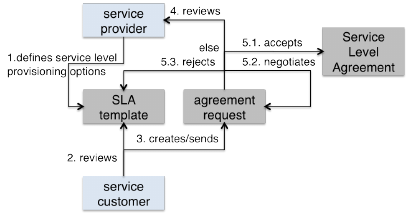 service
provider
4. reviews
else
5.1. accepts
Service
Level
Agreement
1.defines service level
provisioning options
5.3. rejects
5.2. negotiates
SLA
template
agreement
request
3. creates/sends
2. reviews
service
customer